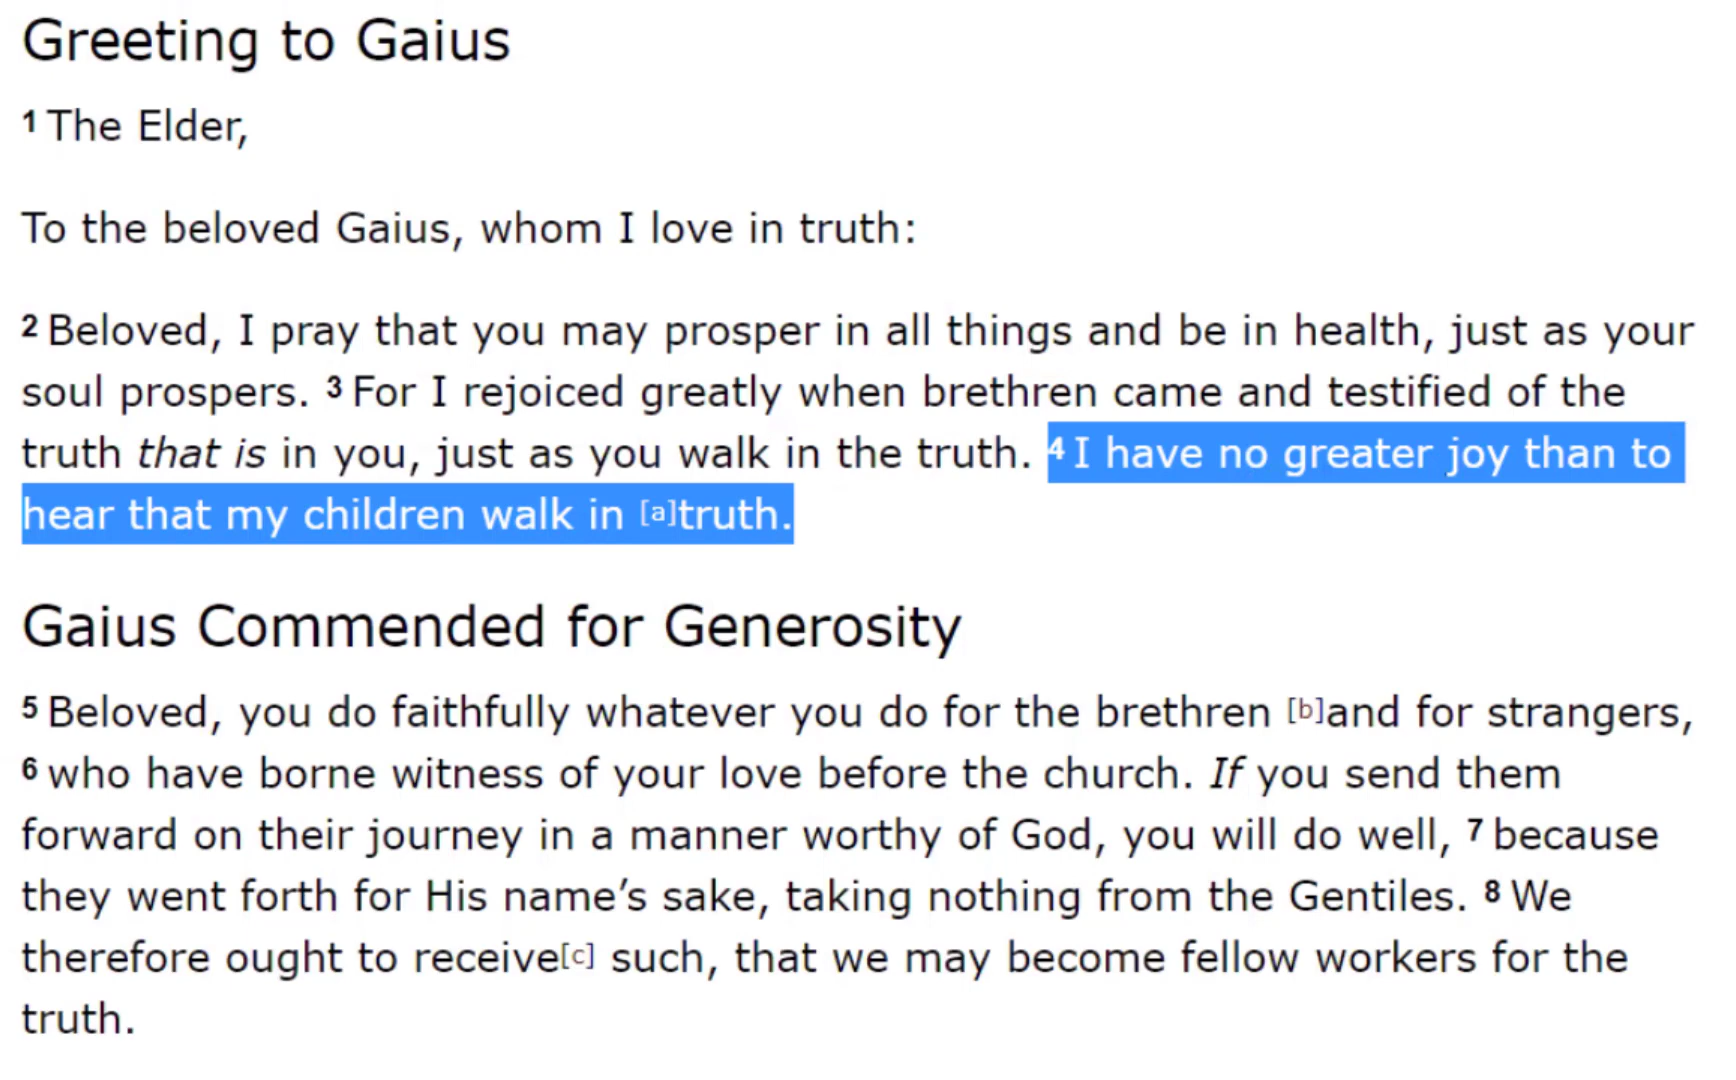 Greeting to Gaius
1 The Elder,
To the beloved Gaius, whom I love in truth:
2 Beloved, I pray that you may prosper in all things and be in health, just as your
soul prospers. 3 For I rejoiced greatly when brethren came and testified of the
truth that is in you, just as you walk in the truth. 4 I have no greater joy than to
hear that my children walk in [a]truth.
Gaius Commended for Generosity
5 Beloved, you do faithfully whatever you do for the brethren [b]and for strangers,
6 who have borne witness of your love before the church. If you send them
forward on their journey in a manner worthy of God, you will do well, 7 because
they went forth for His name’s sake, taking nothing from the Gentiles. 8 We
therefore ought to receive[c] such, that we may become fellow workers for the
truth.